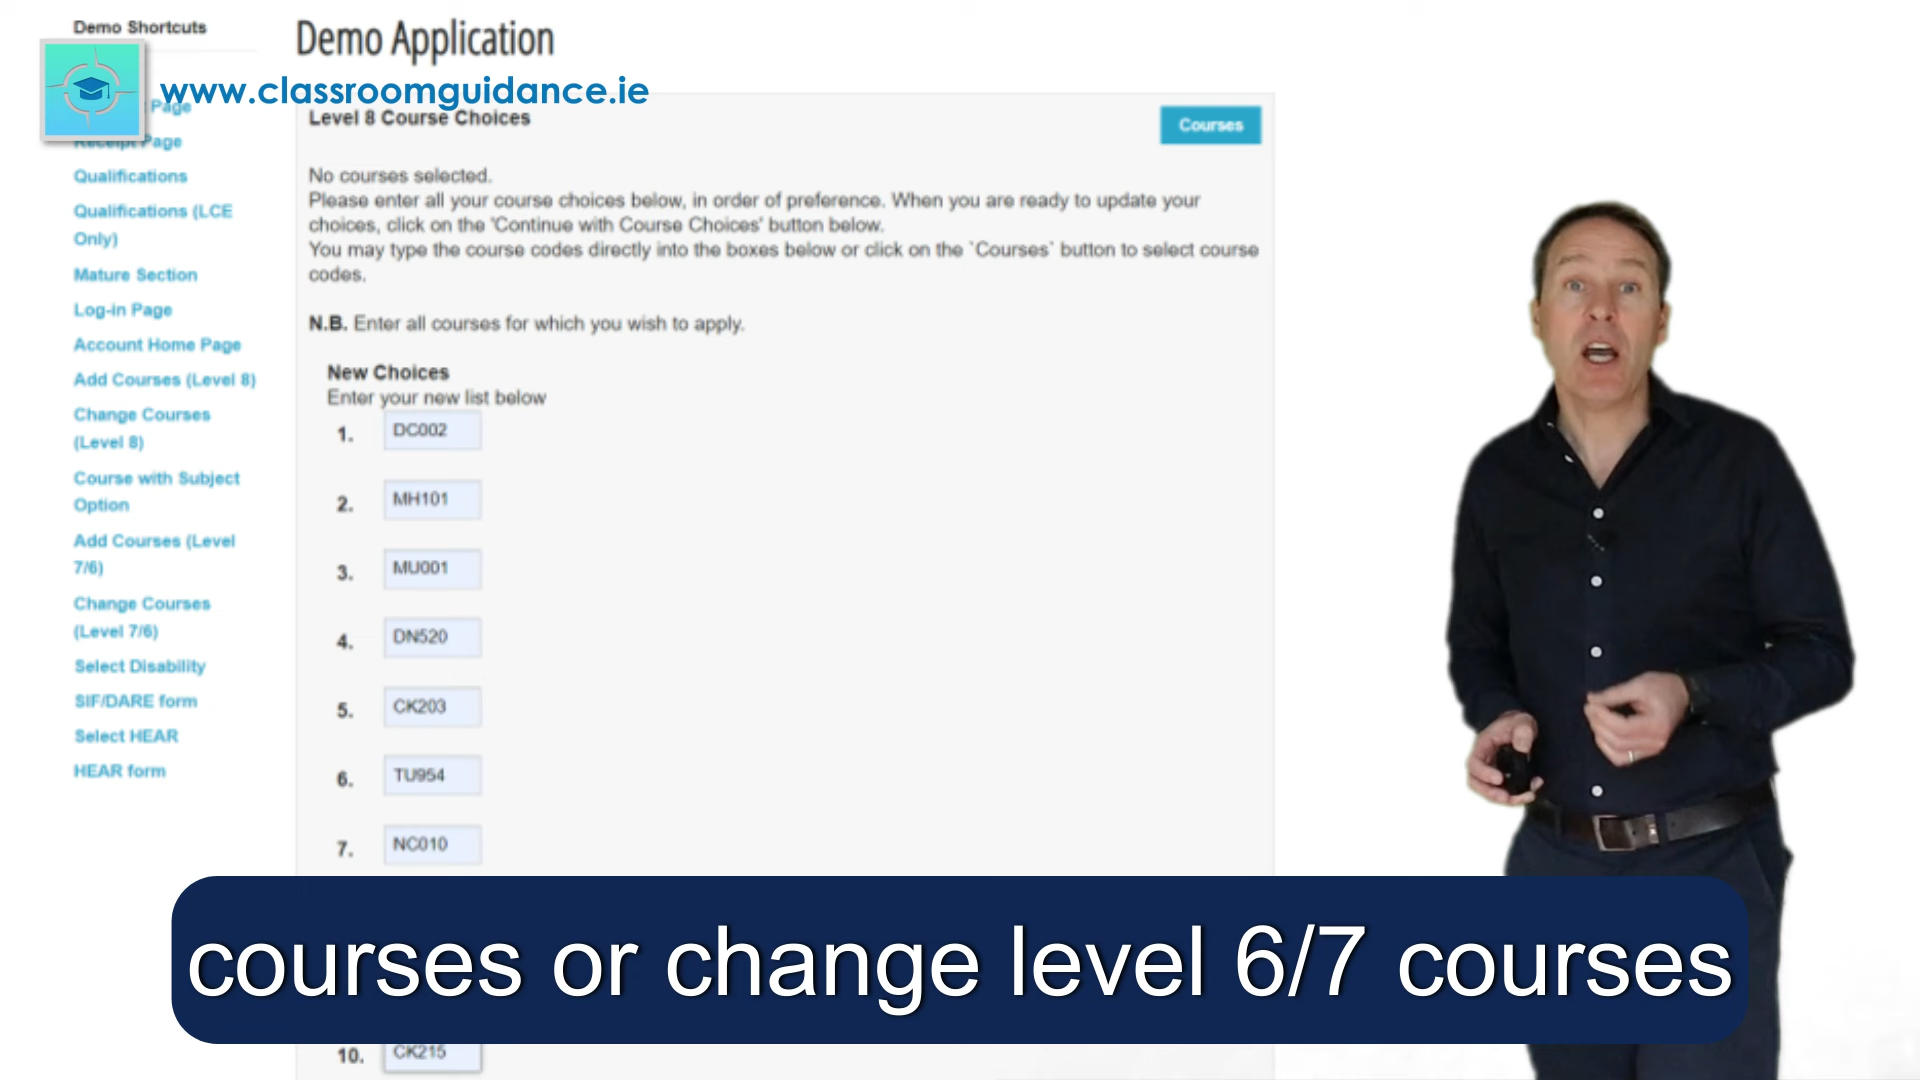 Demo Shortcuts
Demo Application
www.classroomguidance.ie
Page
Receipt Page
Qualifications
Qualifications (LCE
Only)
Mature Section
Log-in Page
Account Home Page
Add Courses (Level 8)
Change Courses
(Level 8)
Course with Subject
Option
Add Courses (Level
7/6)
Change Courses
(Level 7/6)
Select Disability
SIF/DARE form
Select HEAR
HEAR form
Level 8 Course Choices
Courses
No courses selected.
Please enter all your course choices below, in order of preference. When you are ready to update your
choices, click on the 'Continue with Course Choices' button below.
You may type the course codes directly into the boxes below or click on the `Courses` button to select course
codes.
N.B. Enter all courses for which you wish to apply.
New Choices
Enter your new list below
1. DC002
2. MH101
3. MU001
4. DN520
5. CK203
6. TU954
7. NC010
courses or change level 6/7 courses
10. CK215